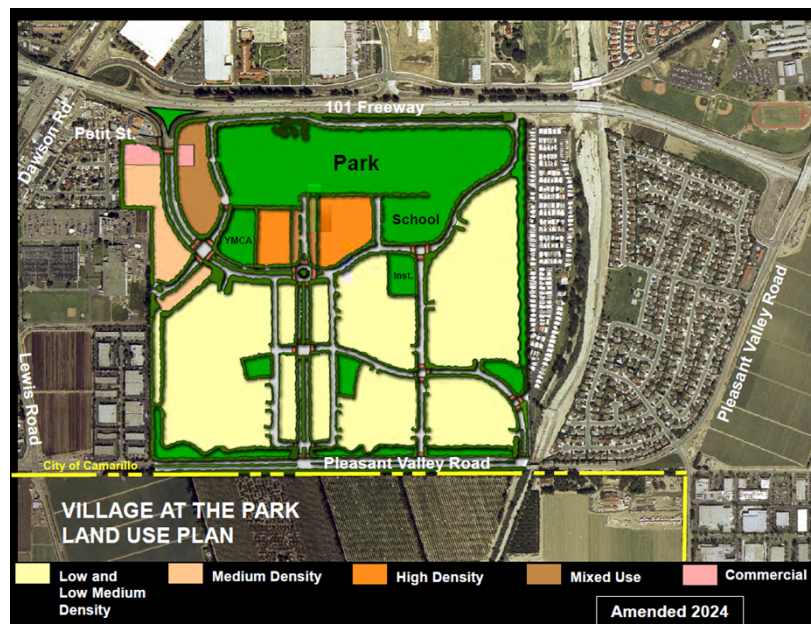 101 Freeway
Dawson Rd.
Petit St.
Park
School
YMCA
Inst.
Lewis Road
Pleasant Valley Road
Pleasant Valley Road
City of Camarillo
VILLAGE AT THE PARK
LAND USE PLAN
Low and
Low Medium
Density
Medium Density
High Density
Mixed Use
Commercial
Amended 2024